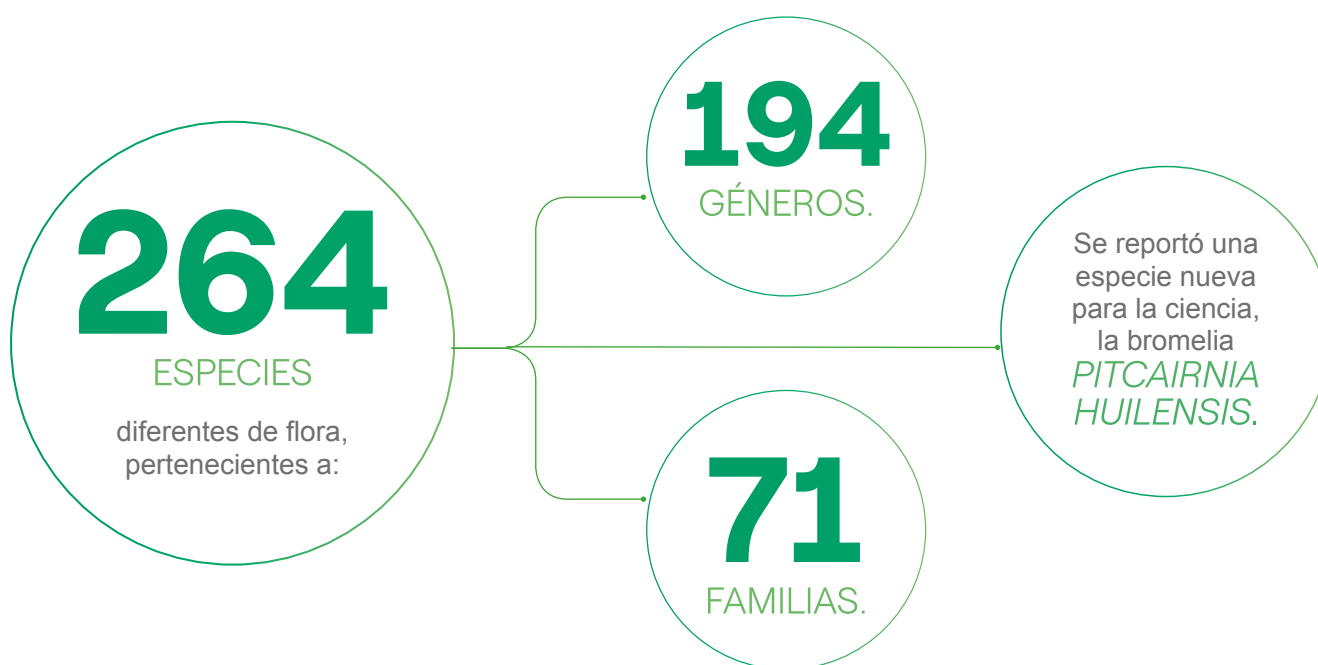 264
ESPECIES
diferentes de flora,
pertenecientes a:
194
GÉNEROS.
71
FAMILIAS.
Se reportó una
especie nueva
para la ciencia,
la bromelia
PITCAIRNIA
HUILENSIS.